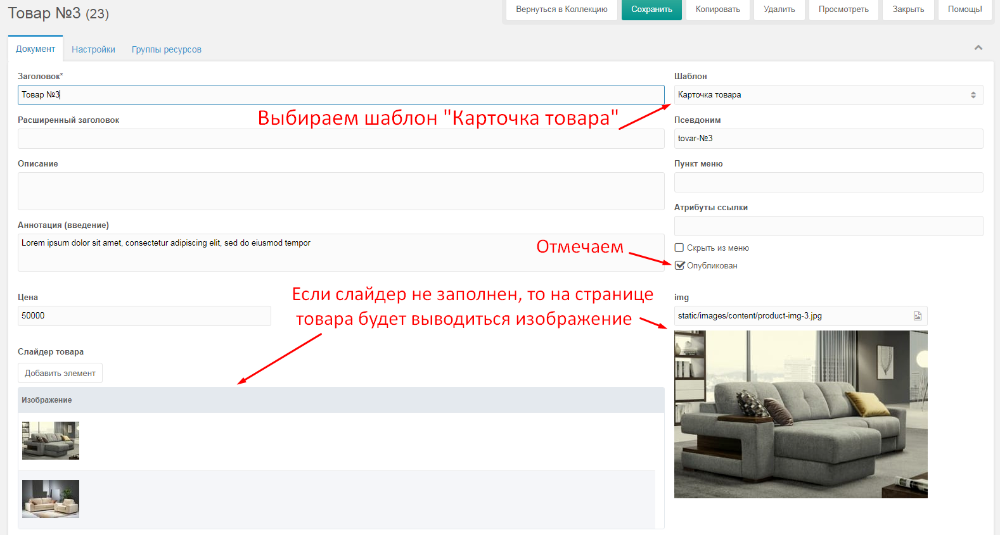 Товар №3 (23)
Вернуться в Коллекцию
Сохранить
Копировать
Удалить
Просмотреть
Закрыть
Помощь!
Документ
Настройки
Группы ресурсов
Заголовок*
Товар №3
Шаблон
Карточка товара
Выбираем шаблон "Карточка товара"
Расширенный заголовок
Псевдоним
tovar-№3
Описание
Пункт меню
Атрибуты ссылки
Аннотация (введение)
Lorem ipsum dolor sit amet, consectetur adipiscing elit, sed do eiusmod tempor
Отмечаем
Скрыть из меню
Опубликован
Цена
50000
Если слайдер не заполнен, то на странице
товара будет выводиться изображение
img
static/images/content/product-img-3.jpg
Слайдер товара
Добавить элемент
Изображение